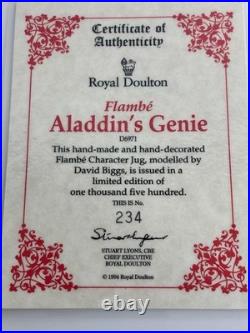 Certificate of
Authenticity
Royal Doulton
Flambé
Aladdin's Genie
D6971
This hand-made and hand-decorated
Flambé Character Jug, modelled by
David Biggs, is issued in a
limited edition of
one thousand five hundred.
THIS IS No.
234
STUART LYONS, CBE
CHIEF EXECUTIVE
ROYAL DOULTON
© 1994 Royal Doulton